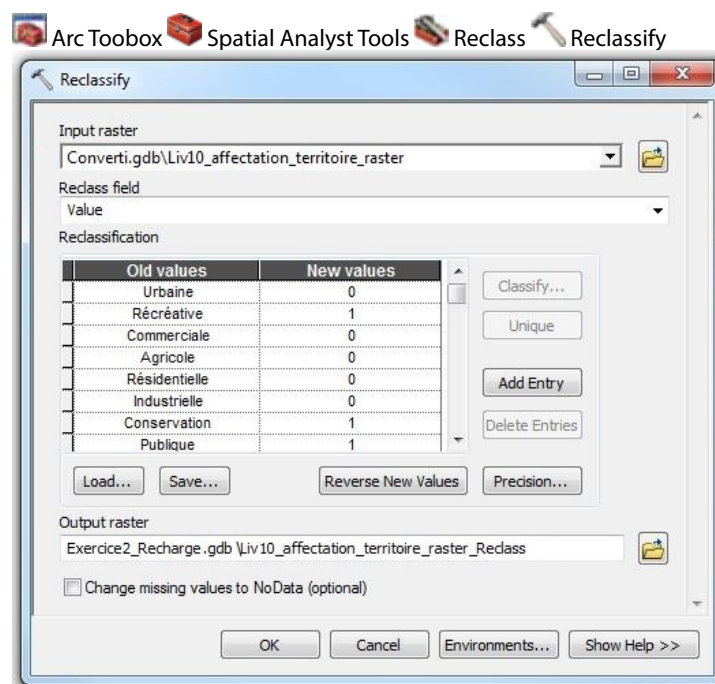 Arc Toobox Spatial Analyst Tools Reclass Reclassify
Reclassify
Input raster
Converti.gdb\Liv10_affectation_territoire_raster
Reclass field
Value
Reclassification
Old values New values
Urbaine 0
Récréative 1
Commerciale 0
Agricole 0
Résidentielle 0
Industrielle 0
Conservation 1
Publique 1
Classify...
Unique
Add Entry
Delete Entries
Load... Save... Reverse New Values Precision...
Output raster
Exercice2_Recharge.gdb \Liv10_affectation_territoire_raster_Reclass
Change missing values to NoData (optional)
OK Cancel Environments... Show Help >>